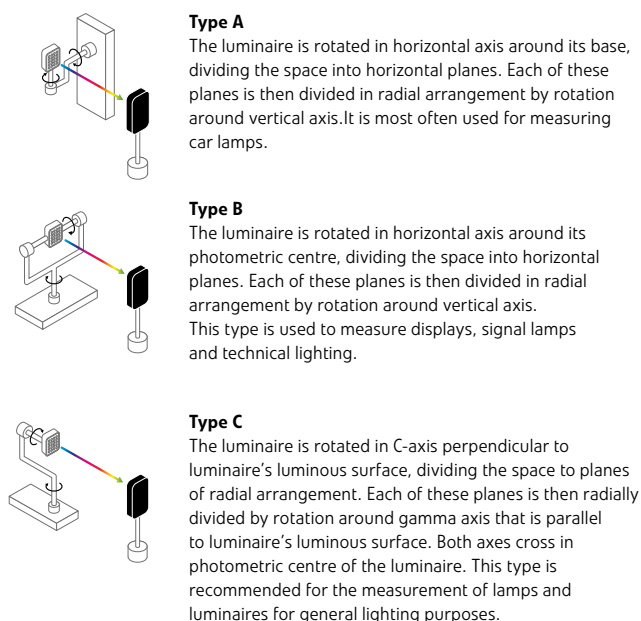 Type A
The luminaire is rotated in horizontal axis around its base,
dividing the space into horizontal planes. Each of these
planes is then divided in radial arrangement by rotation
around vertical axis.It is most often used for measuring
car lamps.
Type B
The luminaire is rotated in horizontal axis around its
photometric centre, dividing the space into horizontal
planes. Each of these planes is then divided in radial
arrangement by rotation around vertical axis.
This type is used to measure displays, signal lamps
and technical lighting.
Type C
The luminaire is rotated in C-axis perpendicular to
luminaire's luminous surface, dividing the space to planes
of radial arrangement. Each of these planes is then radially
divided by rotation around gamma axis that is parallel
to luminaire's luminous surface. Both axes cross in
photometric centre of the luminaire. This type is
recommended for the measurement of lamps and
luminaires for general lighting purposes.